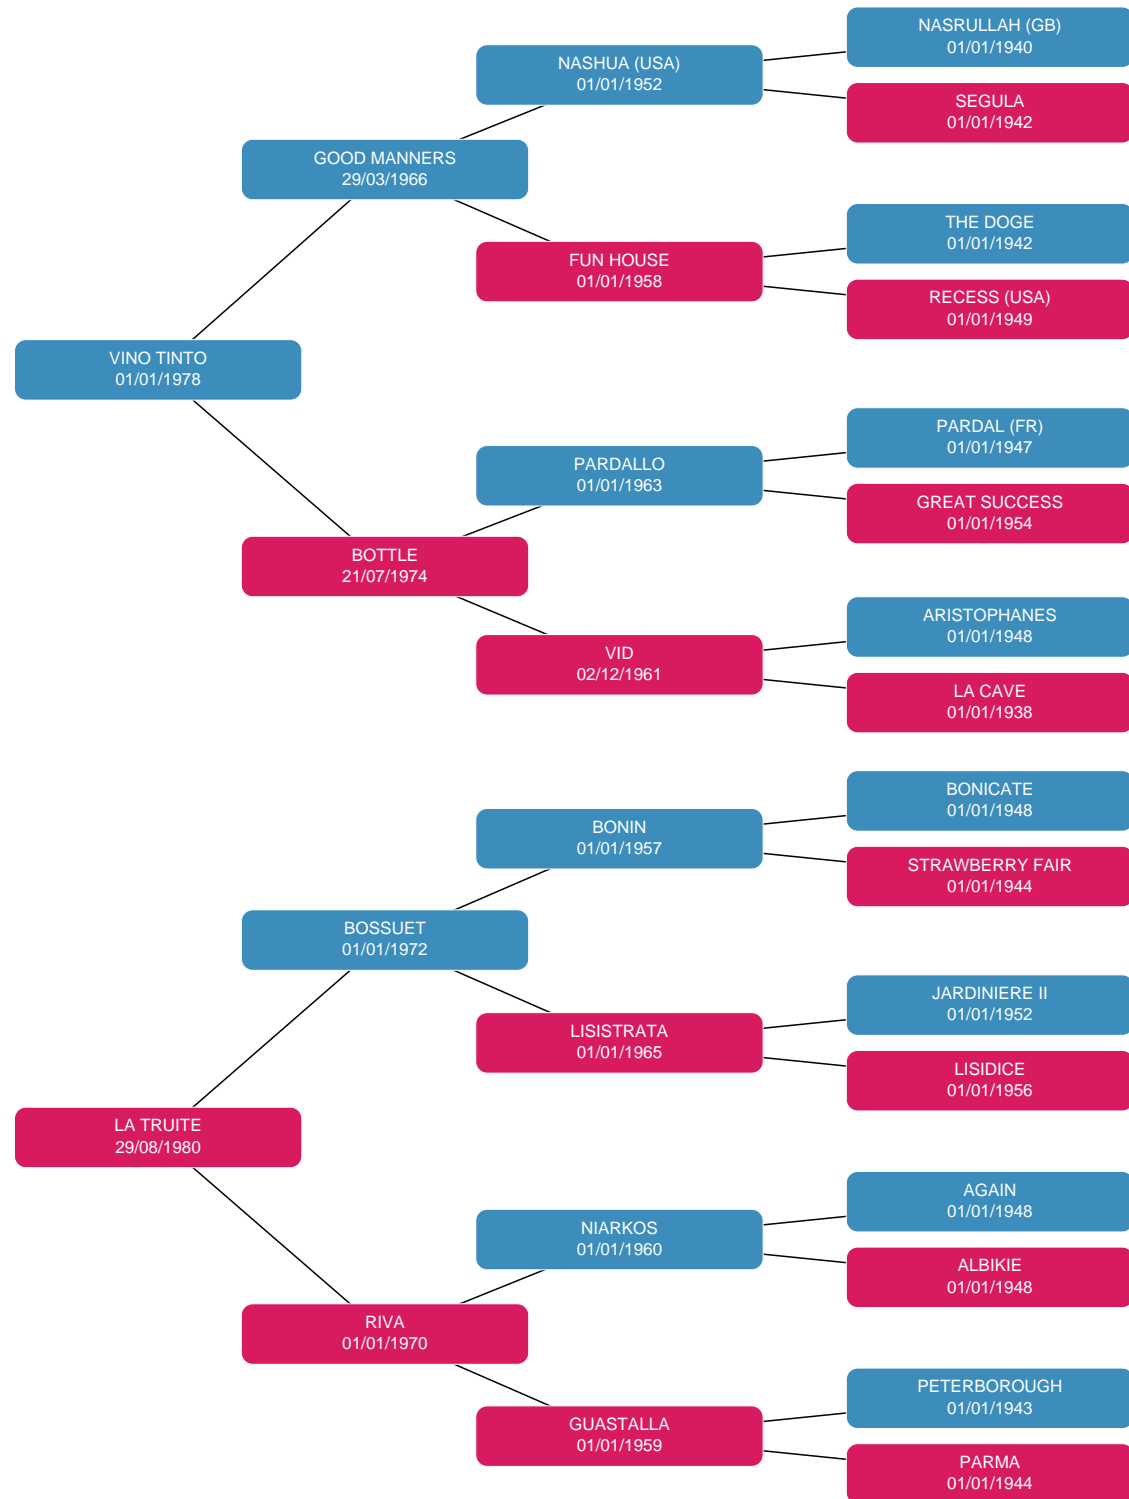 NASRULLAH (GB)
01/01/1940
NASHUA (USA)
01/01/1952
SEGULA
01/01/1942
GOOD MANNERS
29/03/1966
THE DOGE
01/01/1942
FUN HOUSE
01/01/1958
RECESS (USA)
01/01/1949
VINO TINTO
01/01/1978
PARDAL (FR)
01/01/1947
PARDALLO
01/01/1963
GREAT SUCCESS
01/01/1954
BOTTLE
21/07/1974
ARISTOPHANES
01/01/1948
VID
02/12/1961
LA CAVE
01/01/1938
BONICATE
01/01/1948
BONIN
01/01/1957
STRAWBERRY FAIR
01/01/1944
BOSSUET
01/01/1972
JARDINIERE II
01/01/1952
LISISTRATA
01/01/1965
LISIDICE
01/01/1956
LA TRUITE
29/08/1980
AGAIN
01/01/1948
NIARKOS
01/01/1960
ALBIKIE
01/01/1948
RIVA
01/01/1970
PETERBOROUGH
01/01/1943
GUASTALLA
01/01/1959
PARMA
01/01/1944